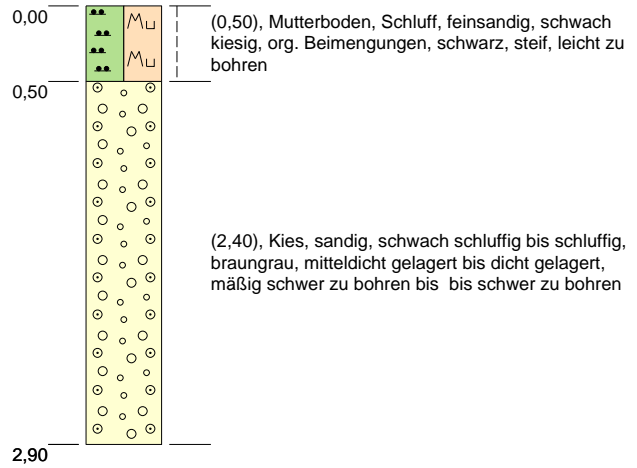 0,00
Mu
Mu
(0,50), Mutterboden, Schluff, feinsandig, schwach
kiesig, org. Beimengungen, schwarz, steif, leicht zu
bohren
0,50
(2,40), Kies, sandig, schwach schluffig bis schluffig,
braungrau, mitteldicht gelagert bis dicht gelagert,
mäßig schwer zu bohren bis  bis schwer zu bohren
2,90